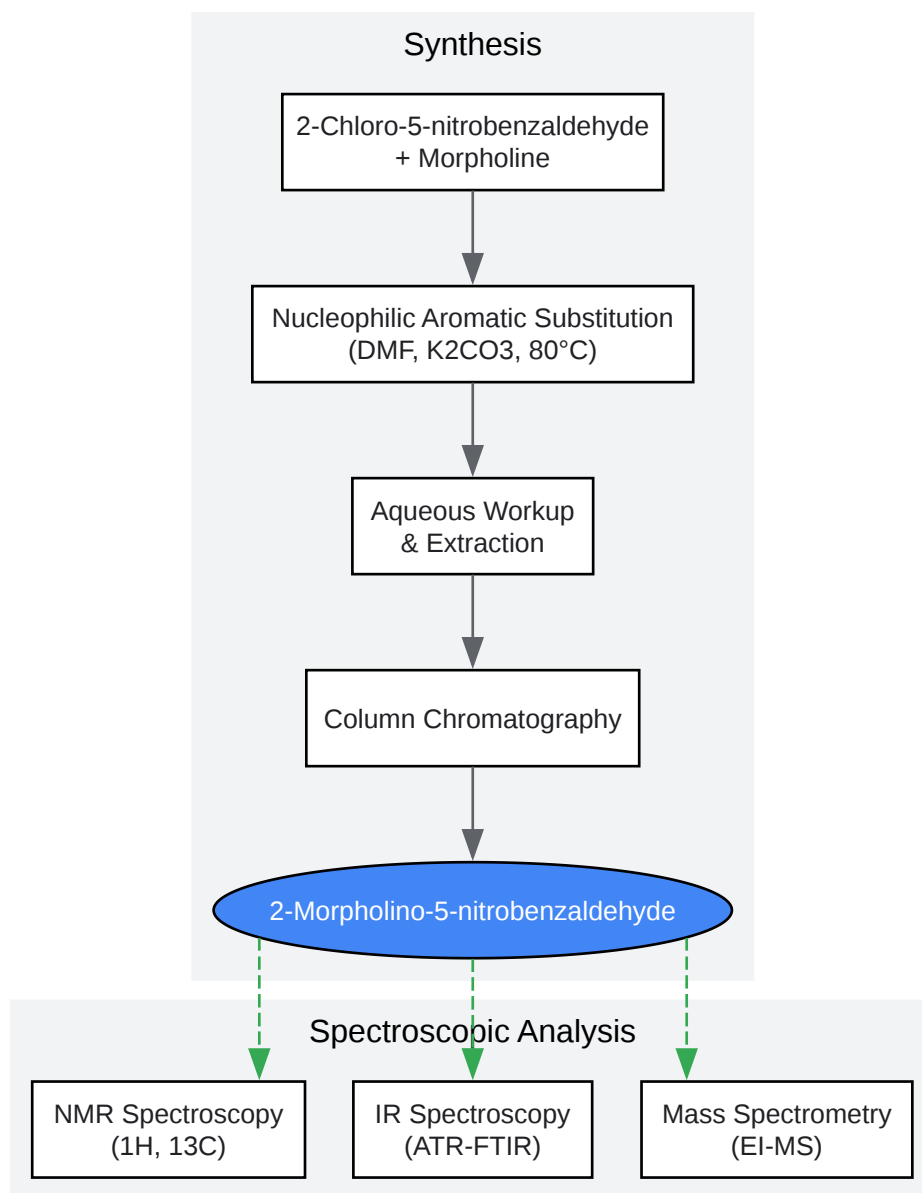 Synthesis
2-Chloro-5-nitrobenzaldehyde
+ Morpholine
Nucleophilic Aromatic Substitution
(DMF, K2CO3, 80°C)
Aqueous Workup
& Extraction
Column Chromatography
2-Morpholino-5-nitrobenzaldehyde
Spectroscopic Analysis
NMR Spectroscopy
(1H, 13C)
IR Spectroscopy
(ATR-FTIR)
Mass Spectrometry
(EI-MS)